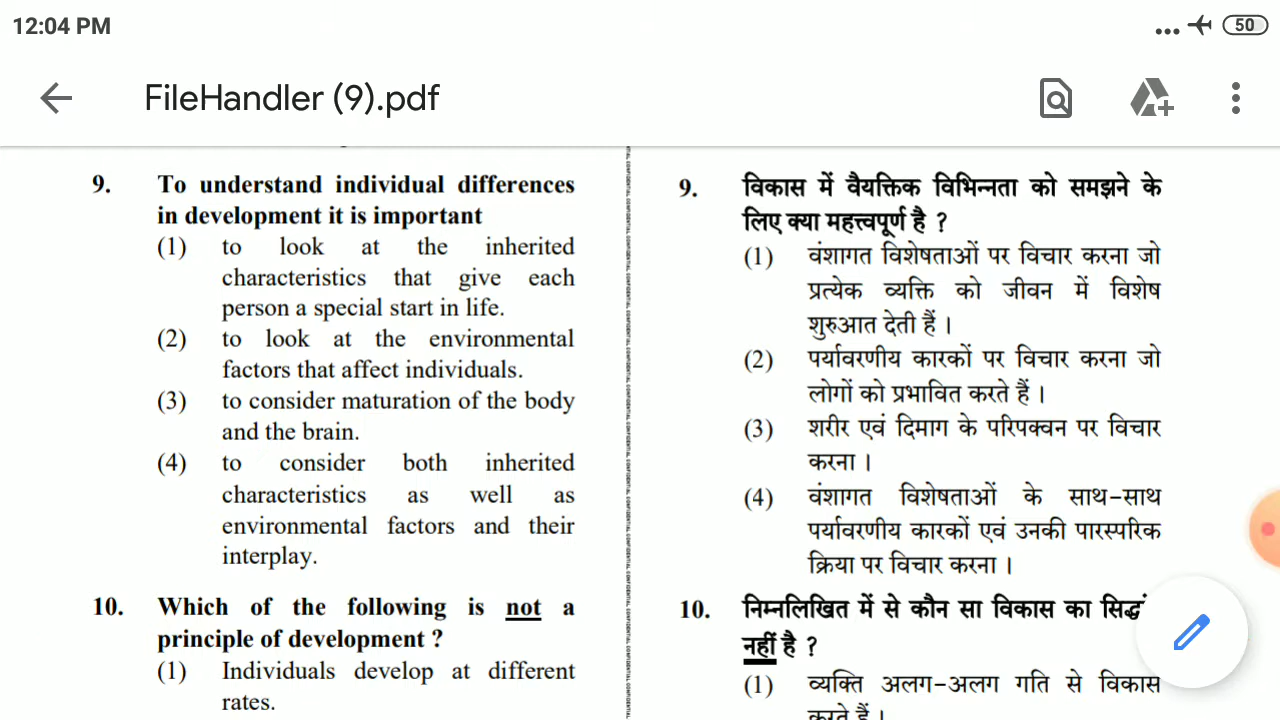 12:04 PM
50
FileHandler (9).pdf
9. To understand individual differences
in development it is important
(1) to look at the inherited
characteristics that give each
person a special start in life.
(2) to look at the environmental
factors that affect individuals.
(3) to consider maturation of the body
and the brain.
(4) to consider both inherited
characteristics as well as
environmental factors and their
interplay.
10. Which of the following is not a
principle of development ?
(1) Individuals develop at different
rates.
9. विकास में वैयक्तिक विभिन्नता को समझने के
लिए क्या महत्त्वपूर्ण है ?
(1) वंशागत विशेषताओं पर विचार करना जो
प्रत्येक व्यक्ति को जीवन में विशेष
शुरुआत देती हैं ।
(2) पर्यावरणीय कारकों पर विचार करना जो
लोगों को प्रभावित करते हैं ।
(3) शरीर एवं दिमाग के परिपक्वन पर विचार
करना ।
(4) वंशागत विशेषताओं के साथ-साथ
पर्यावरणीय कारकों एवं उनकी पारस्परिक
क्रिया पर विचार करना ।
10. निम्नलिखित में से कौन सा विकास का
नहीं है ?
(1) व्यक्ति अलग-अलग गति से विकास
करते हैं ।